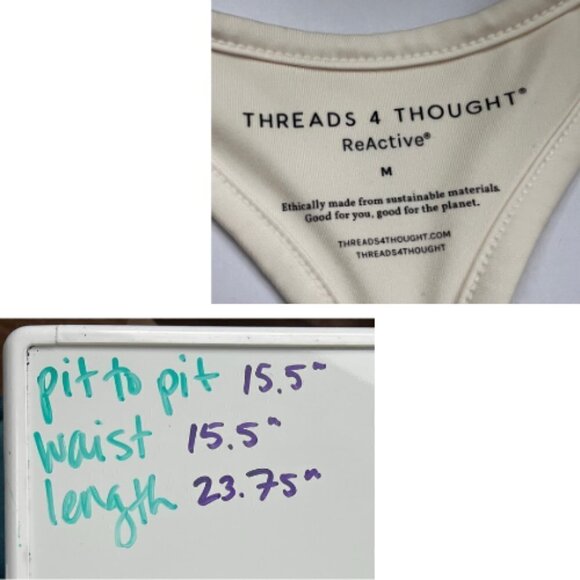 THREADS 4 THOUGHT®
ReActive®
M
Ethically made from sustainable materials.
Good for you, good for the planet.
THREADS4THOUGHT.COM
THREADS4THOUGHT
pit to pit 15.5"
waist 15.5"
length 23.75"